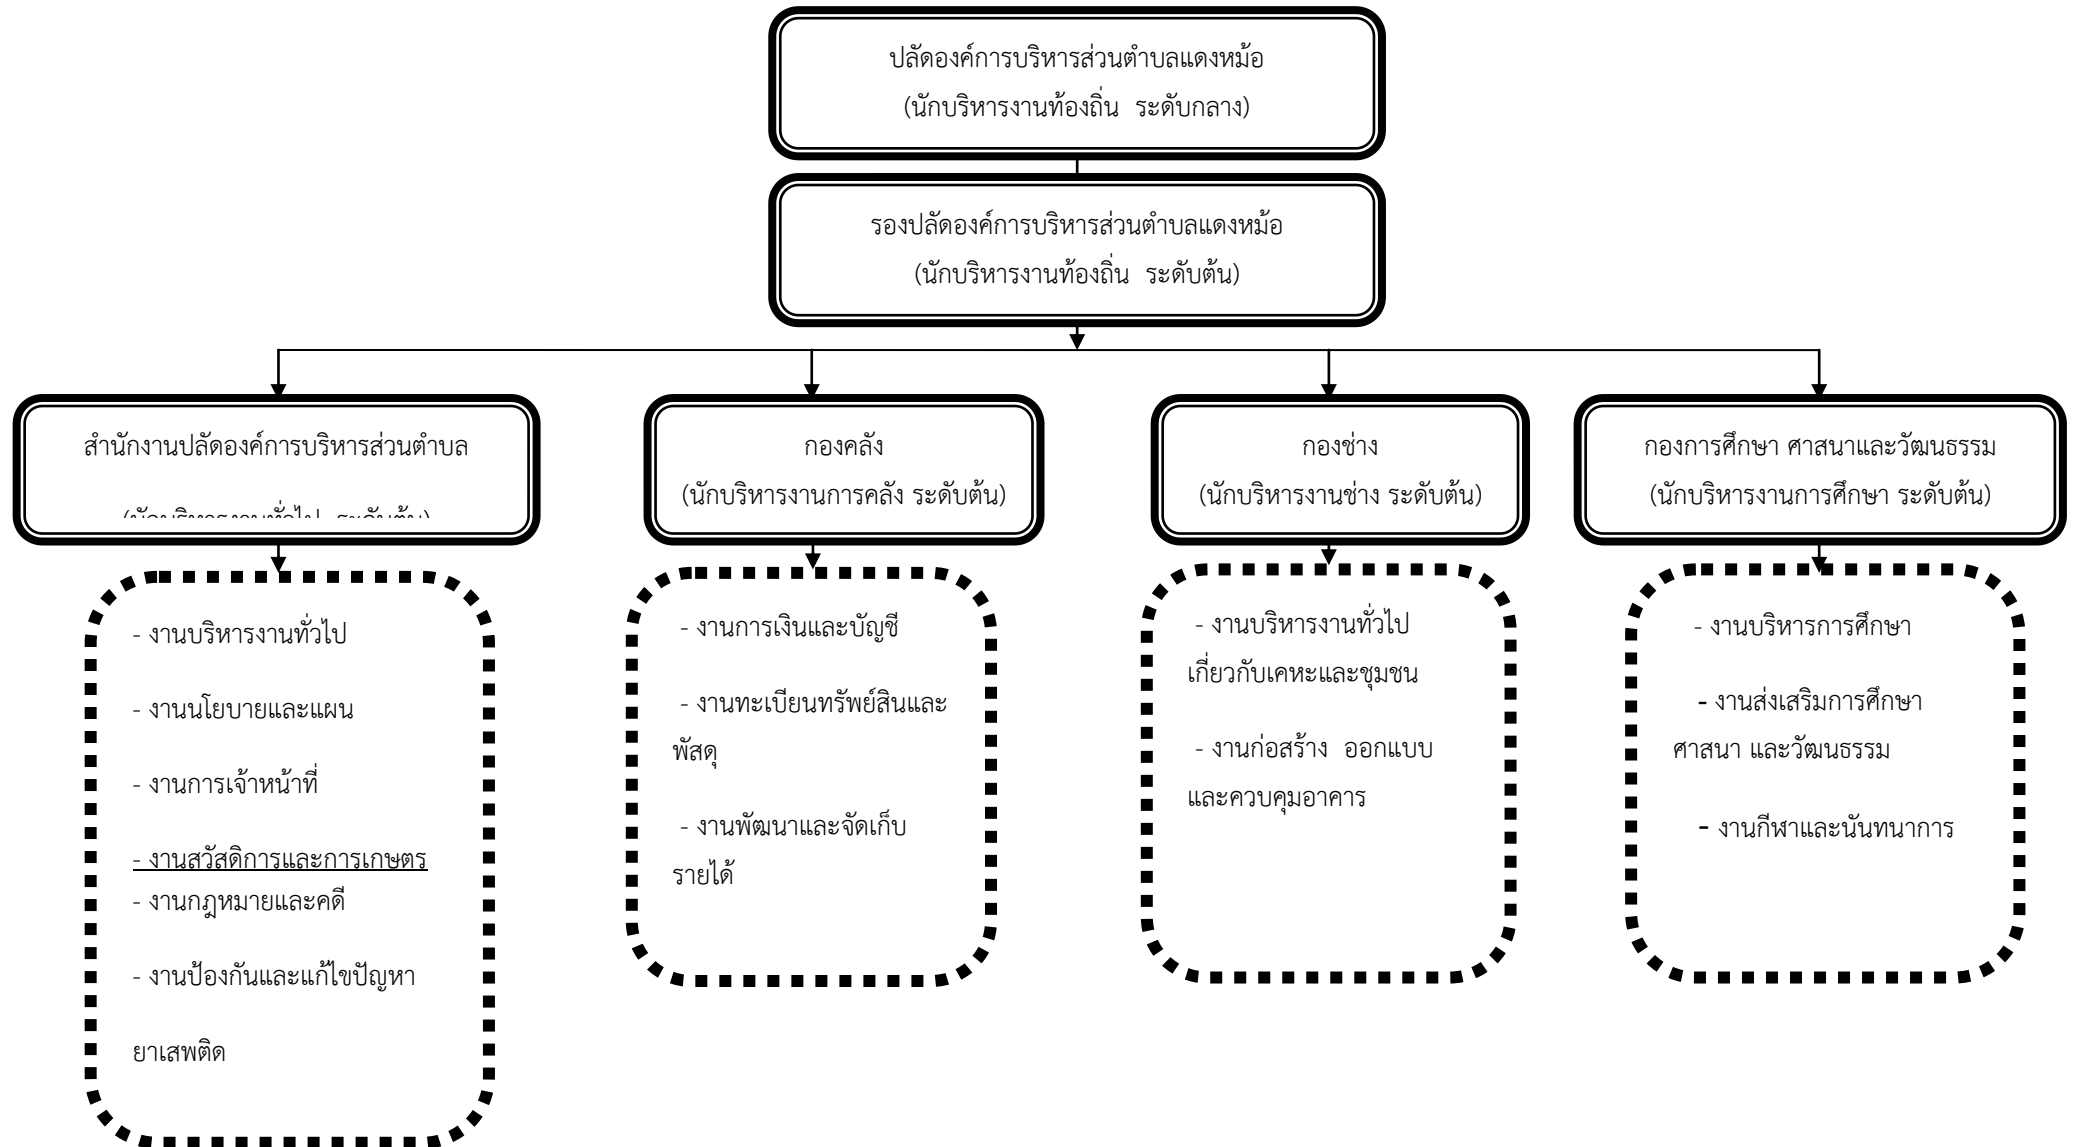 ปลัดองค์การบริหารส่วนตำบลแดงหม้อ
(นักบริหารงานท้องถิ่น ระดับกลาง)
รองปลัดองค์การบริหารส่วนตำบลแดงหม้อ
(นักบริหารงานท้องถิ่น ระดับต้น)
สำนักงานปลัดองค์การบริหารส่วนตำบล
(นักบริหารงานทั่วไป ระดับต้น)
กองคลัง
(นักบริหารงานการคลัง ระดับต้น)
กองช่าง
(นักบริหารงานช่าง ระดับต้น)
กองการศึกษา ศาสนาและวัฒนธรรม
(นักบริหารงานการศึกษา ระดับต้น)
- งานบริหารงานทั่วไป
- งานนโยบายและแผน
- งานการเจ้าหน้าที่
- งานสวัสดิการและการเกษตร
- งานกฎหมายและคดี
- งานป้องกันและแก้ไขปัญหา
ยาเสพติด
- งานการเงินและบัญชี
- งานทะเบียนทรัพย์สินและ
พัสดุ
- งานพัฒนาและจัดเก็บ
รายได้
- งานบริหารงานทั่วไป
เกี่ยวกับเคหะและชุมชน
- งานก่อสร้าง ออกแบบ
และควบคุมอาคาร
- งานบริหารการศึกษา
- งานส่งเสริมการศึกษา
ศาสนา และวัฒนธรรม
- งานกีฬาและนันทนาการ